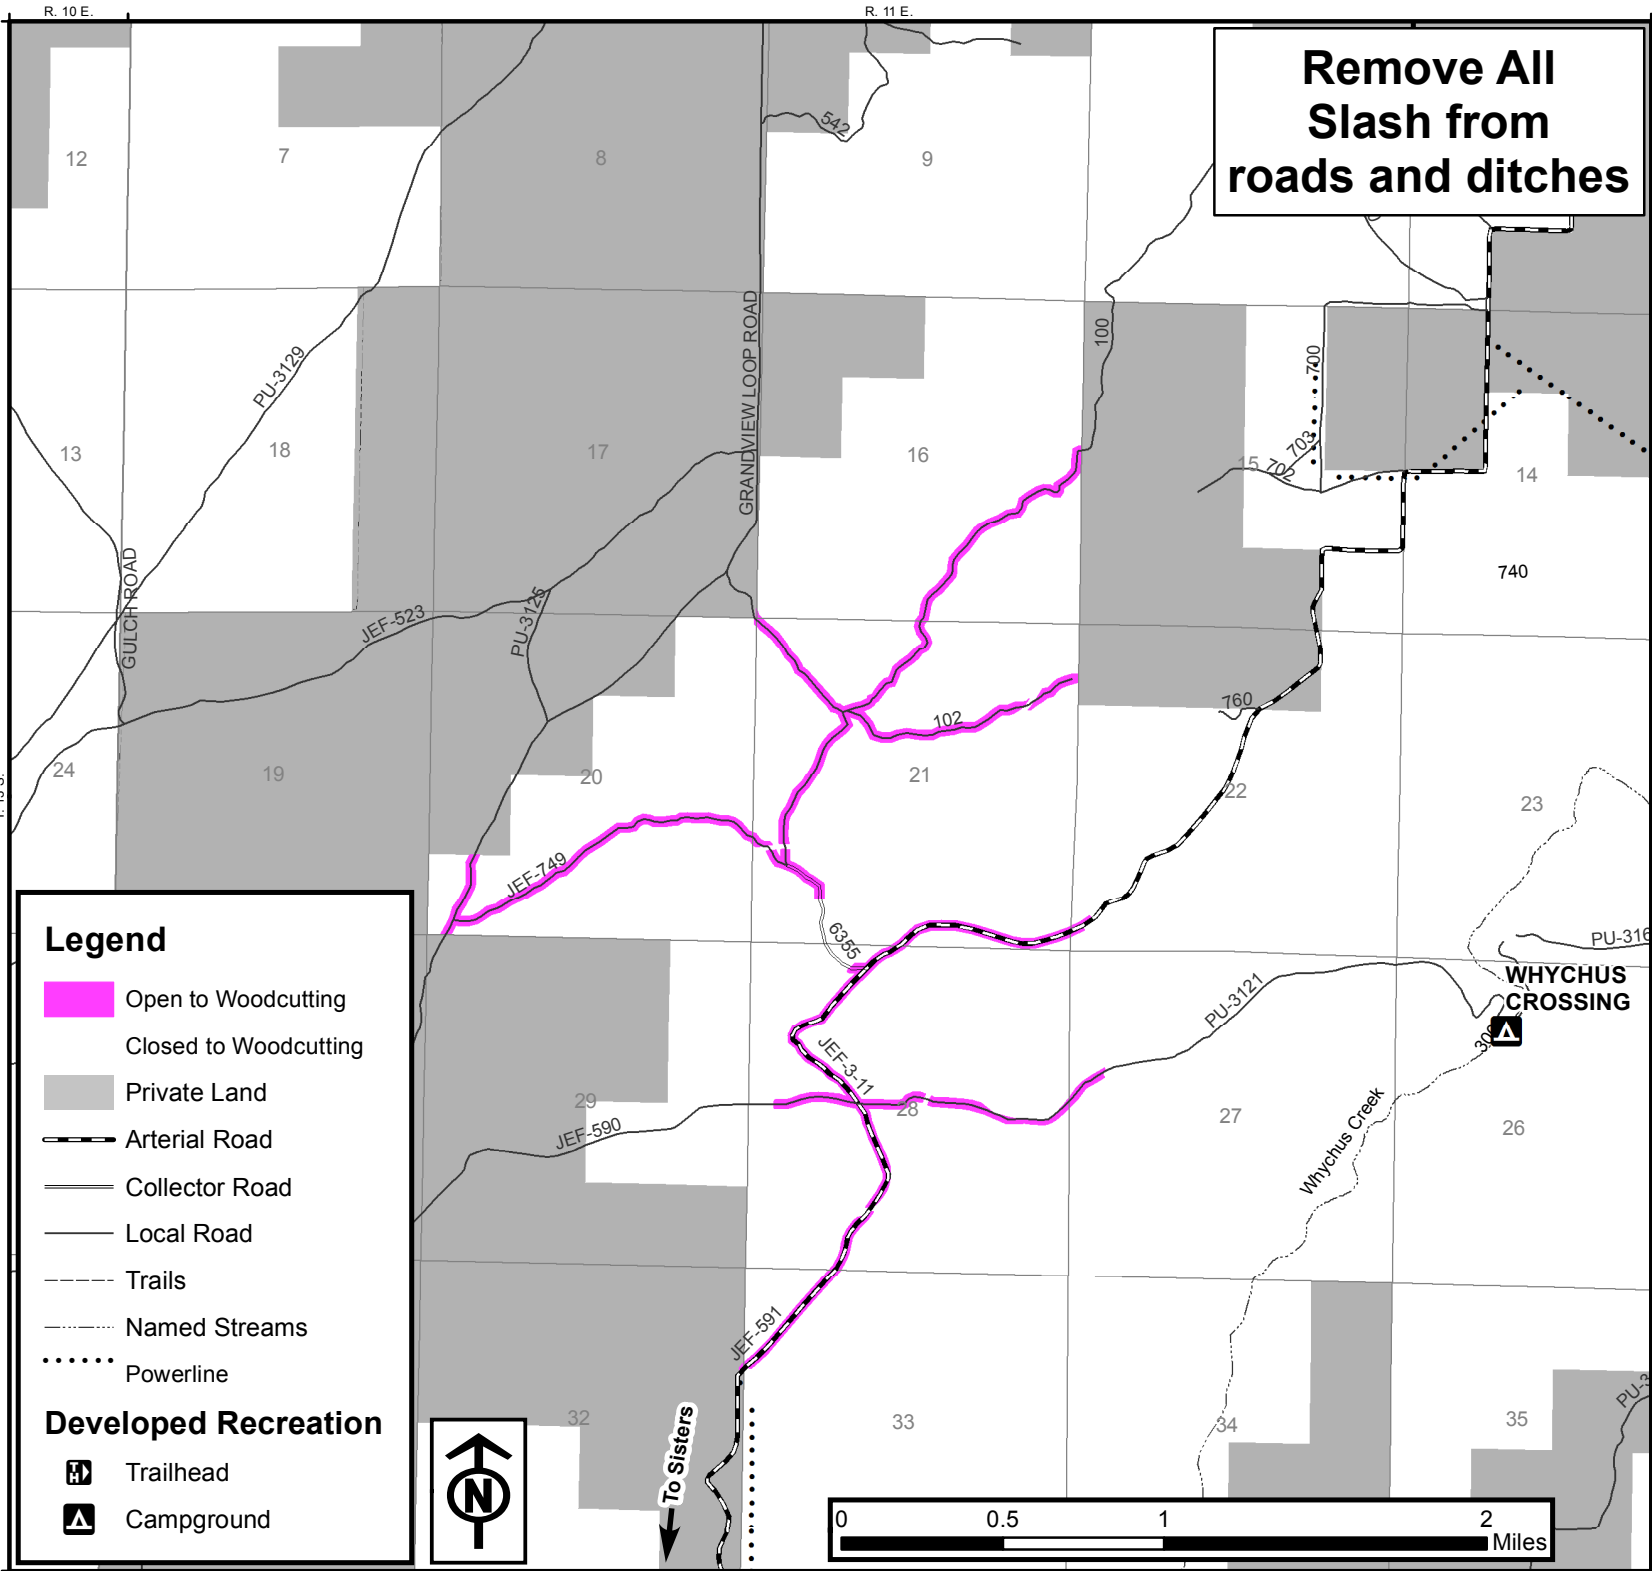 R. 10 E.
R. 11 E.
Remove All
Slash from
roads and ditches
542
12
7
8
9
GRANDVIEW LOOP ROAD
100
PU-3129
700
703
13
18
17
16
15
702
14
GULCH ROAD
740
JEF-523
PU-3125
760
102
24
19
20
21
22
23
JEF-749
6355
PU-316
WHYCHUS
CROSSING
PU-3121
JEF-3-11
29
28
27
26
JEF-590
Whychus Creek
JEF-591
32
33
34
35
To Sisters
Legend
Open to Woodcutting
Closed to Woodcutting
Private Land
Arterial Road
Collector Road
Local Road
Trails
Named Streams
Powerline
Developed Recreation
TH
Trailhead
Campground
N
0 0.5 1 2
Miles